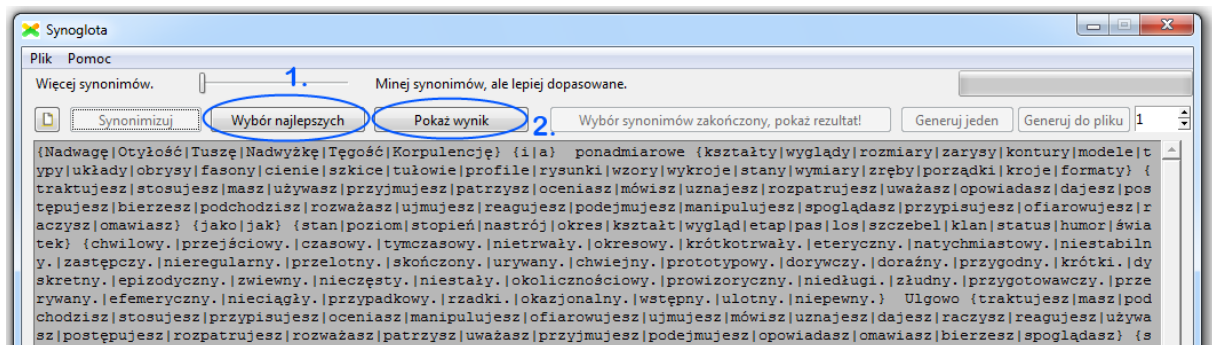 Synoglota
Plik Pomoc
Więcej synonimów. 1. Minej synonimów, ale lepiej dopasowane.
Synonimizuj Wybór najlepszych Pokaż wynik 2. Wybór synonimów zakończony, pokaż rezultat! Generuj jeden Generuj do pliku 1
{Nadwagę|Otyłość|Tuszę|Nadwyżkę|Tęgość|Korpulencję} {i|a} ponadmiarowe {kształty|wyglądy|rozmiary|zarysy|kontury|modele|t
ypy|układy|obrysy|fasony|cienie|szkice|tułowie|profile|rysunki|wzory|wykroje|stany|wymiary|zręby|porządki|kroje|formaty} {
traktujesz|stosujesz|masz|używasz|przyjmujesz|patrzysz|oceniasz|mówisz|uznajesz|rozpatrujesz|uważasz|opowiadasz|dajesz|pos
tępujesz|bierzesz|podchodzisz|rozważasz|ujmujesz|reagujesz|podejmujesz|manipulujesz|spoglądasz|przypisujesz|ofiarowujesz|r
aczysz|omawiasz} {jako|jak} {stan|poziom|stopień|nastrój|okres|kształt|wygląd|etap|pas|los|szczebel|klan|status|humor|świa
tek} {chwilowy.|przejściowy.|czasowy.|tymczasowy.|nietrwały.|okresowy.|krótkotrwały.|eteryczny.|natychmiastowy.|niestabiln
y.|zastępczy.|nieregularny.|przelotny.|skończony.|urywany.|chwiejny.|prototypowy.|dorywczy.|doraźny.|przygodny.|krótki.|dy
skretny.|epizodyczny.|zwiewny.|nieczęsty.|niestały.|okolicznościowy.|prowizoryczny.|niedługi.|złudny.|przygotowawczy.|prze
rywany.|efemeryczny.|nieciągły.|przypadkowy.|rzadki.|okazjonalny.|wstępny.|ulotny.|niepewny.} Ulgowo {traktujesz|masz|pod
chodzisz|stosujesz|przypisujesz|oceniasz|manipulujesz|ofiarowujesz|ujmujesz|mówisz|uznajesz|dajesz|raczysz|reagujesz|używa
sz|postępujesz|rozpatrujesz|rozważasz|patrzysz|uważasz|przyjmujesz|podejmujesz|opowiadasz|omawiasz|bierzesz|spoglądasz} {s